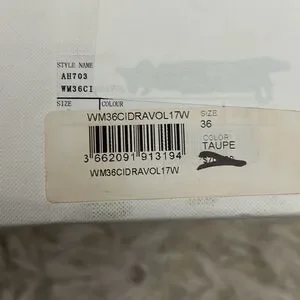 STYLE NAME
AH703
WM36CI
SIZE COLOUR
WM36CIDRAVOL17W
3 662091 913194
WM36CIDRAVOL17W
SIZE
36
COLOR
TAUPE